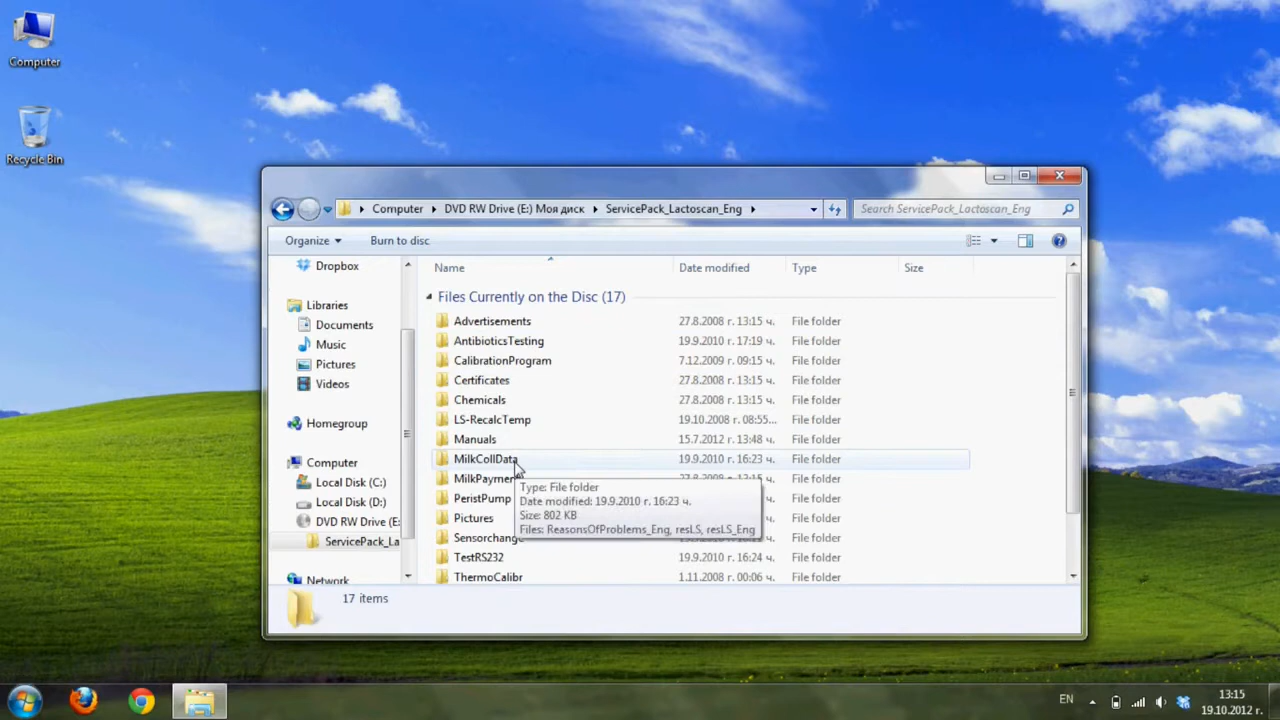 Computer
Recycle Bin
Computer DVD RW Drive (E:) Моя диск ServicePack_Lactoscan_Eng
Search ServicePack_Lactoscan_Eng
Organize Burn to disc
Dropbox
Libraries
Documents
Music
Pictures
Videos
Homegroup
Computer
Local Disk (C:)
Local Disk (D:)
DVD RW Drive (E:
ServicePack_La
Network
Name Date modified Type Size
Files Currently on the Disc (17)
Advertisements 27.8.2008 г. 13:15 ч. File folder
AntibioticsTesting 19.9.2010 г. 17:19 ч. File folder
CalibrationProgram 7.12.2009 г. 09:15 ч. File folder
Certificates 27.8.2008 г. 13:15 ч. File folder
Chemicals 27.8.2008 г. 13:15 ч. File folder
LS-RecalcTemp 19.10.2008 г. 08:55... File folder
Manuals 15.7.2012 г. 13:48 ч. File folder
MilkCollData 19.9.2010 г. 16:23 ч. File folder
File folder
PeristPump File folder
Pictures File folder
File folder
TestRS232 19.9.2010 г. 16:24 ч. File folder
ThermoCalibr 1.11.2008 г. 00:06 ч. File folder
Type: File folder
Date modified: 19.9.2010 г. 16:23 ч.
Size: 802 KB
Files: ReasonsOfProblems_Eng, resLS, resLS_Eng
17 items
EN
13:15
19.10.2012 г.